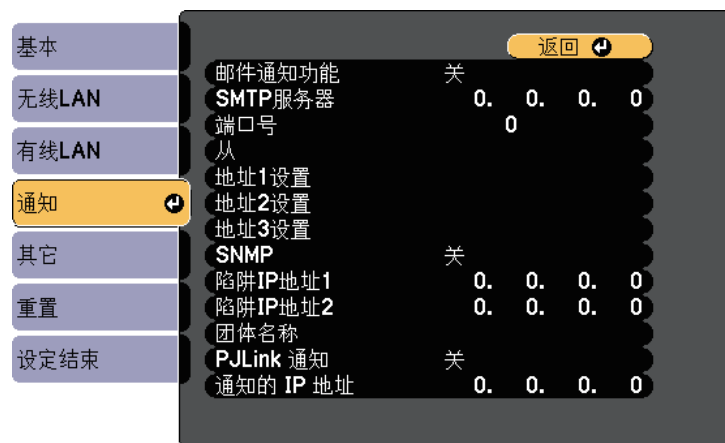 基本
无线LAN
有线LAN
通知
其它
重置
设定结束
返回
邮件通知功能 关
SMTP服务器 0. 0. 0. 0
端口号 0
从
地址1设置
地址2设置
地址3设置
SNMP 关
陷阱IP地址1 0. 0. 0. 0
陷阱IP地址2 0. 0. 0. 0
团体名称
PJLink 通知 关
通知的 IP 地址 0. 0. 0. 0